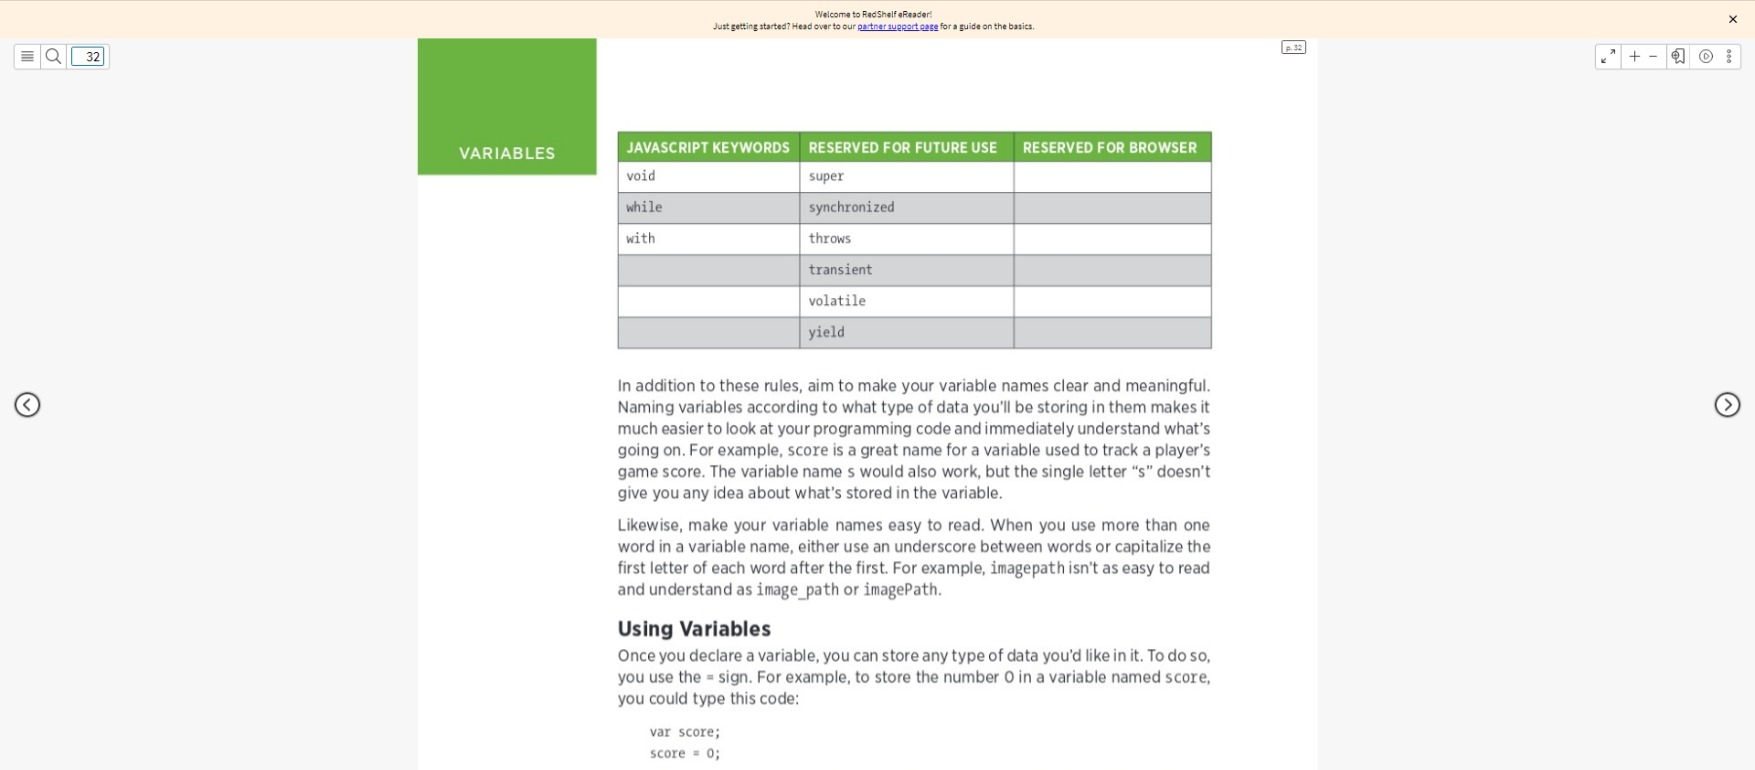 Welcome to RedShelf eReader!
Just getting started? Head over to our partner support page for a guide on the basics.
32
p. 32
VARIABLES
JAVASCRIPT KEYWORDS RESERVED FOR FUTURE USE RESERVED FOR BROWSER
void super
while synchronized
with throws
transient
volatile
yield
In addition to these rules, aim to make your variable names clear and meaningful.
Naming variables according to what type of data you’ll be storing in them makes it
much easier to look at your programming code and immediately understand what’s
going on. For example, score is a great name for a variable used to track a player’s
game score. The variable name s would also work, but the single letter “s” doesn’t
give you any idea about what’s stored in the variable.
Likewise, make your variable names easy to read. When you use more than one
word in a variable name, either use an underscore between words or capitalize the
first letter of each word after the first. For example, imagepath isn’t as easy to read
and understand as image_path or imagePath.
Using Variables
Once you declare a variable, you can store any type of data you’d like in it. To do so,
you use the = sign. For example, to store the number 0 in a variable named score,
you could type this code:
var score;
score = 0;